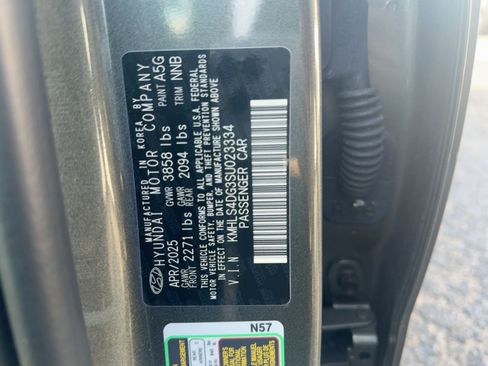 MANUFACTURED IN KOREA BY
HYUNDAI MOTOR COMPANY
APR/2025 GVWR 3858 lbs PAINT A5G
GAWR FRONT 2271 lbs GAWR REAR 2094 lbs TRIM NNB
THIS VEHICLE CONFORMS TO ALL APPLICABLE U.S.A. FEDERAL
MOTOR VEHICLE SAFETY, BUMPER, AND THEFT PREVENTION STANDARDS
IN EFFECT ON THE DATE OF MANUFACTURE SHOWN ABOVE
V.I.N KMHLS4DG3SU023334
PASSENGER CAR
N57